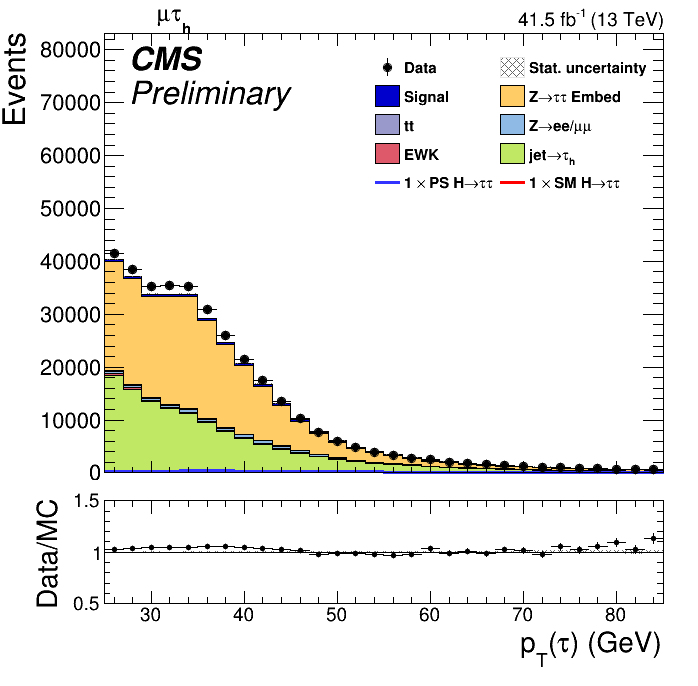 μτh
41.5 fb-1 (13 TeV)
Events
CMS
Preliminary
Data
Stat. uncertainty
Signal
Z→ττ Embed
tt
Z→ee/μμ
EWK
jet→τh
1 × PS H→ττ
1 × SM H→ττ
80000
70000
60000
50000
40000
30000
20000
10000
0
Data/MC
1.5
1
0.5
30 40 50 60 70 80
pT(τ) (GeV)